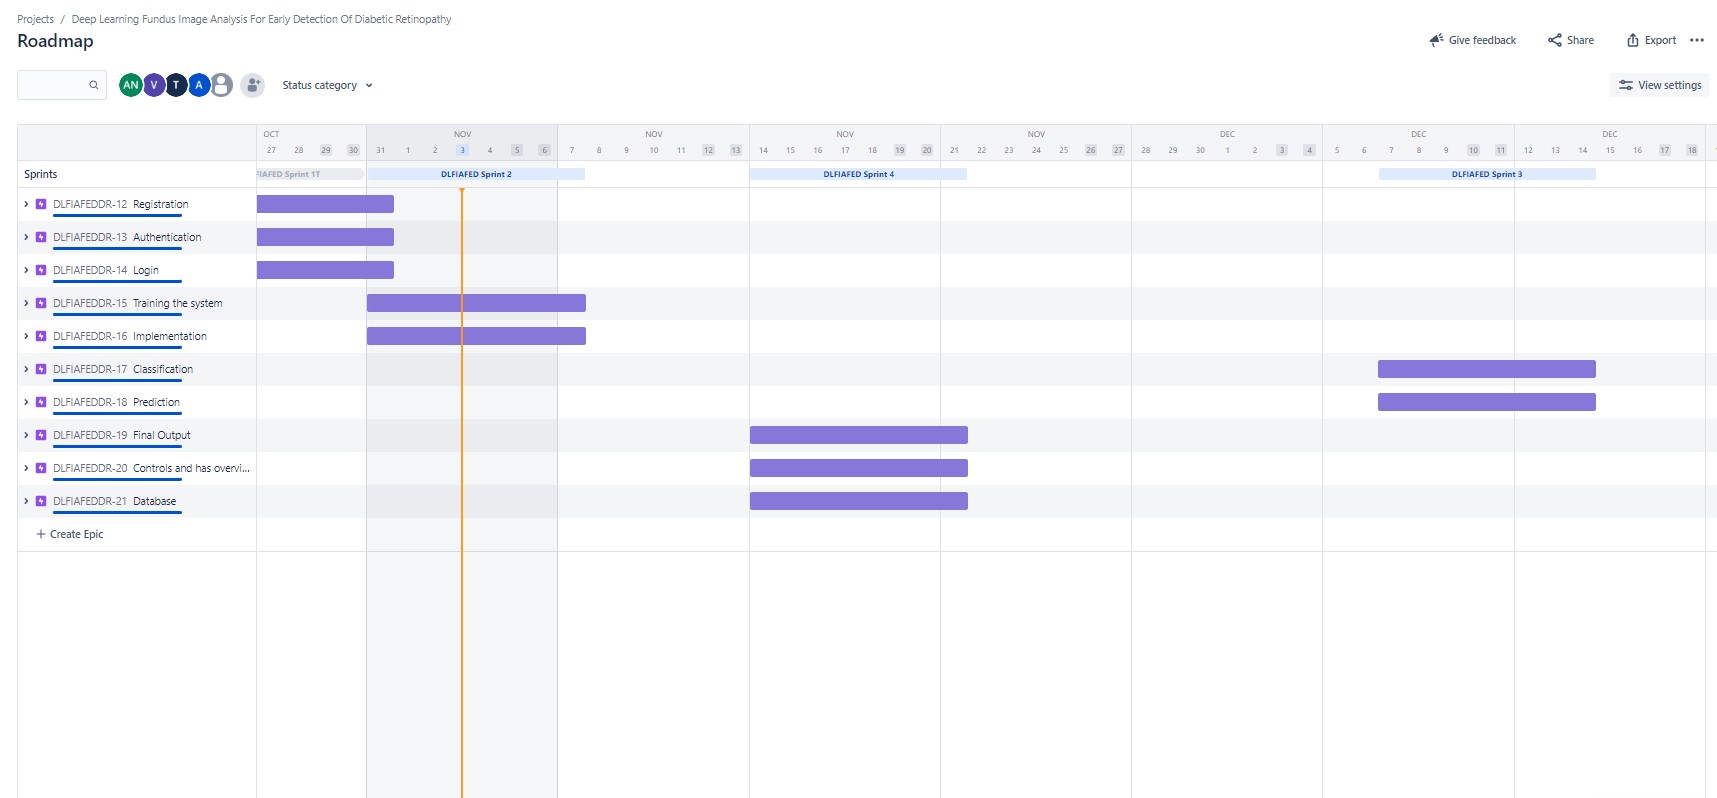 Projects / Deep Learning Fundus Image Analysis For Early Detection Of Diabetic Retinopathy
Roadmap
Give feedback Share Export
AN V T A Status category View settings
OCT NOV NOV NOV NOV DEC DEC DEC
27 28 29 30 31 1 2 3 4 5 6 7 8 9 10 11 12 13 14 15 16 17 18 19 20 21 22 23 24 25 26 27 28 29 30 1 2 3 4 5 6 7 8 9 10 11 12 13 14 15 16 17 18
Sprints FIAFED Sprint 1T DLFIAFED Sprint 2 DLFIAFED Sprint 4 DLFIAFED Sprint 3
DLFIAFEDDR-12 Registration
DLFIAFEDDR-13 Authentication
DLFIAFEDDR-14 Login
DLFIAFEDDR-15 Training the system
DLFIAFEDDR-16 Implementation
DLFIAFEDDR-17 Classification
DLFIAFEDDR-18 Prediction
DLFIAFEDDR-19 Final Output
DLFIAFEDDR-20 Controls and has overvi...
DLFIAFEDDR-21 Database
+ Create Epic